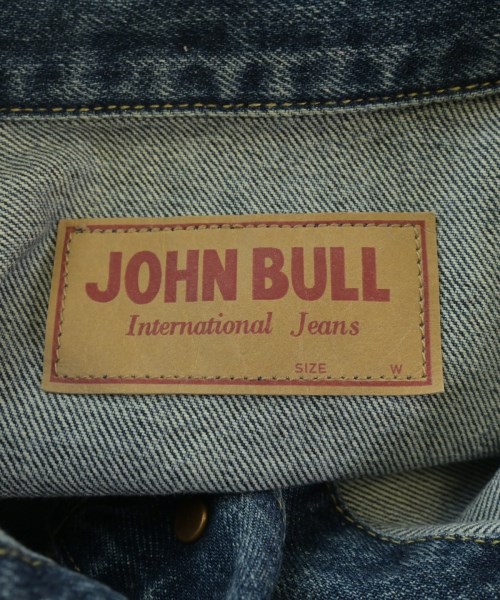 JOHN BULL
International Jeans
SIZE W